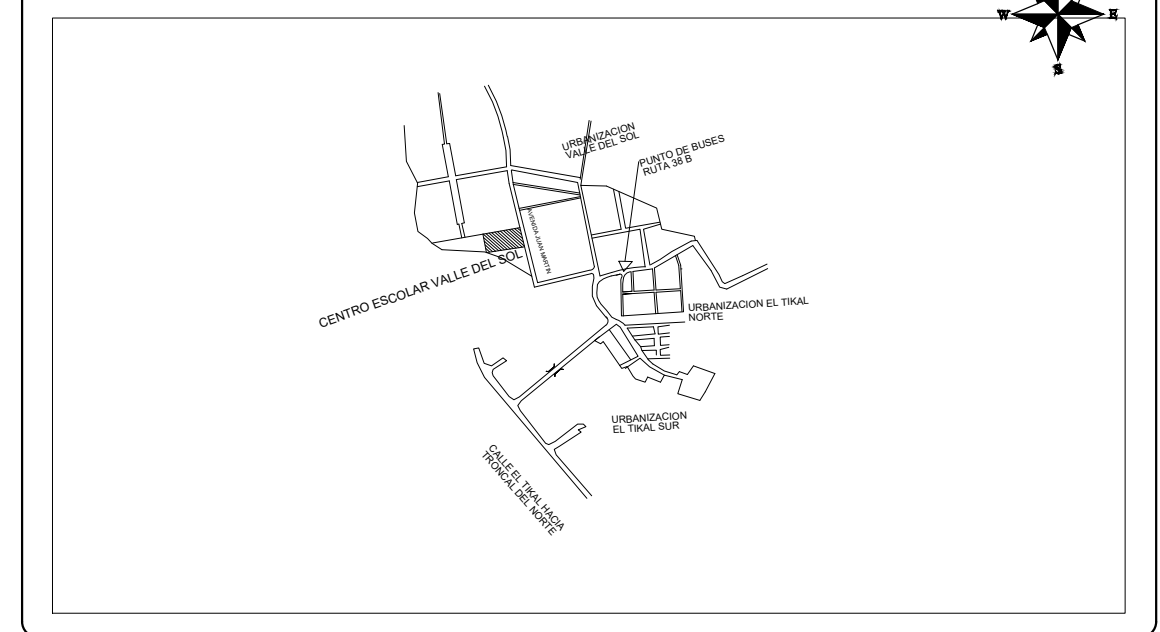 W
E
S
URBANIZACION
VALLE DEL SOL
PUNTO DE BUSES
RUTA 38 B
AVENIDA JUAN MARTIN
CENTRO ESCOLAR VALLE DEL SOL
URBANIZACION EL TIKAL
NORTE
URBANIZACION
EL TIKAL SUR
CALLE EL TIKAL HACIA
TRONCAL DEL NORTE